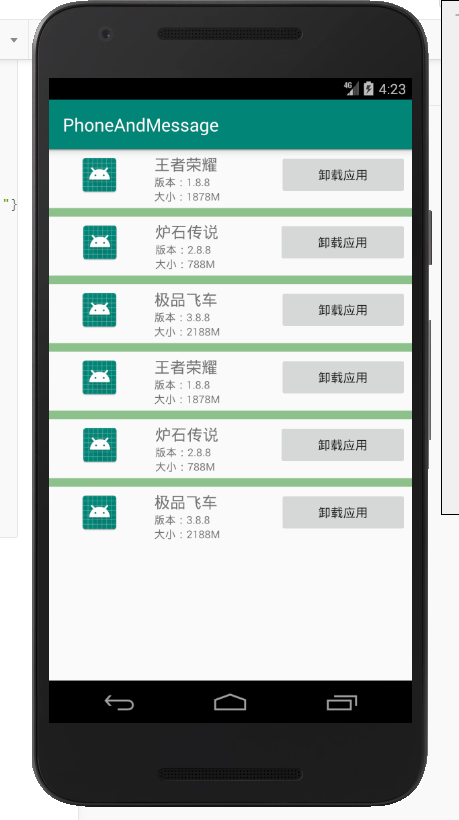 4G 4:23
PhoneAndMessage
"}
王者荣耀
版本：1.8.8
大小：1878M
卸载应用
炉石传说
版本：2.8.8
大小：788M
卸载应用
极品飞车
版本：3.8.8
大小：2188M
卸载应用
王者荣耀
版本：1.8.8
大小：1878M
卸载应用
炉石传说
版本：2.8.8
大小：788M
卸载应用
极品飞车
版本：3.8.8
大小：2188M
卸载应用